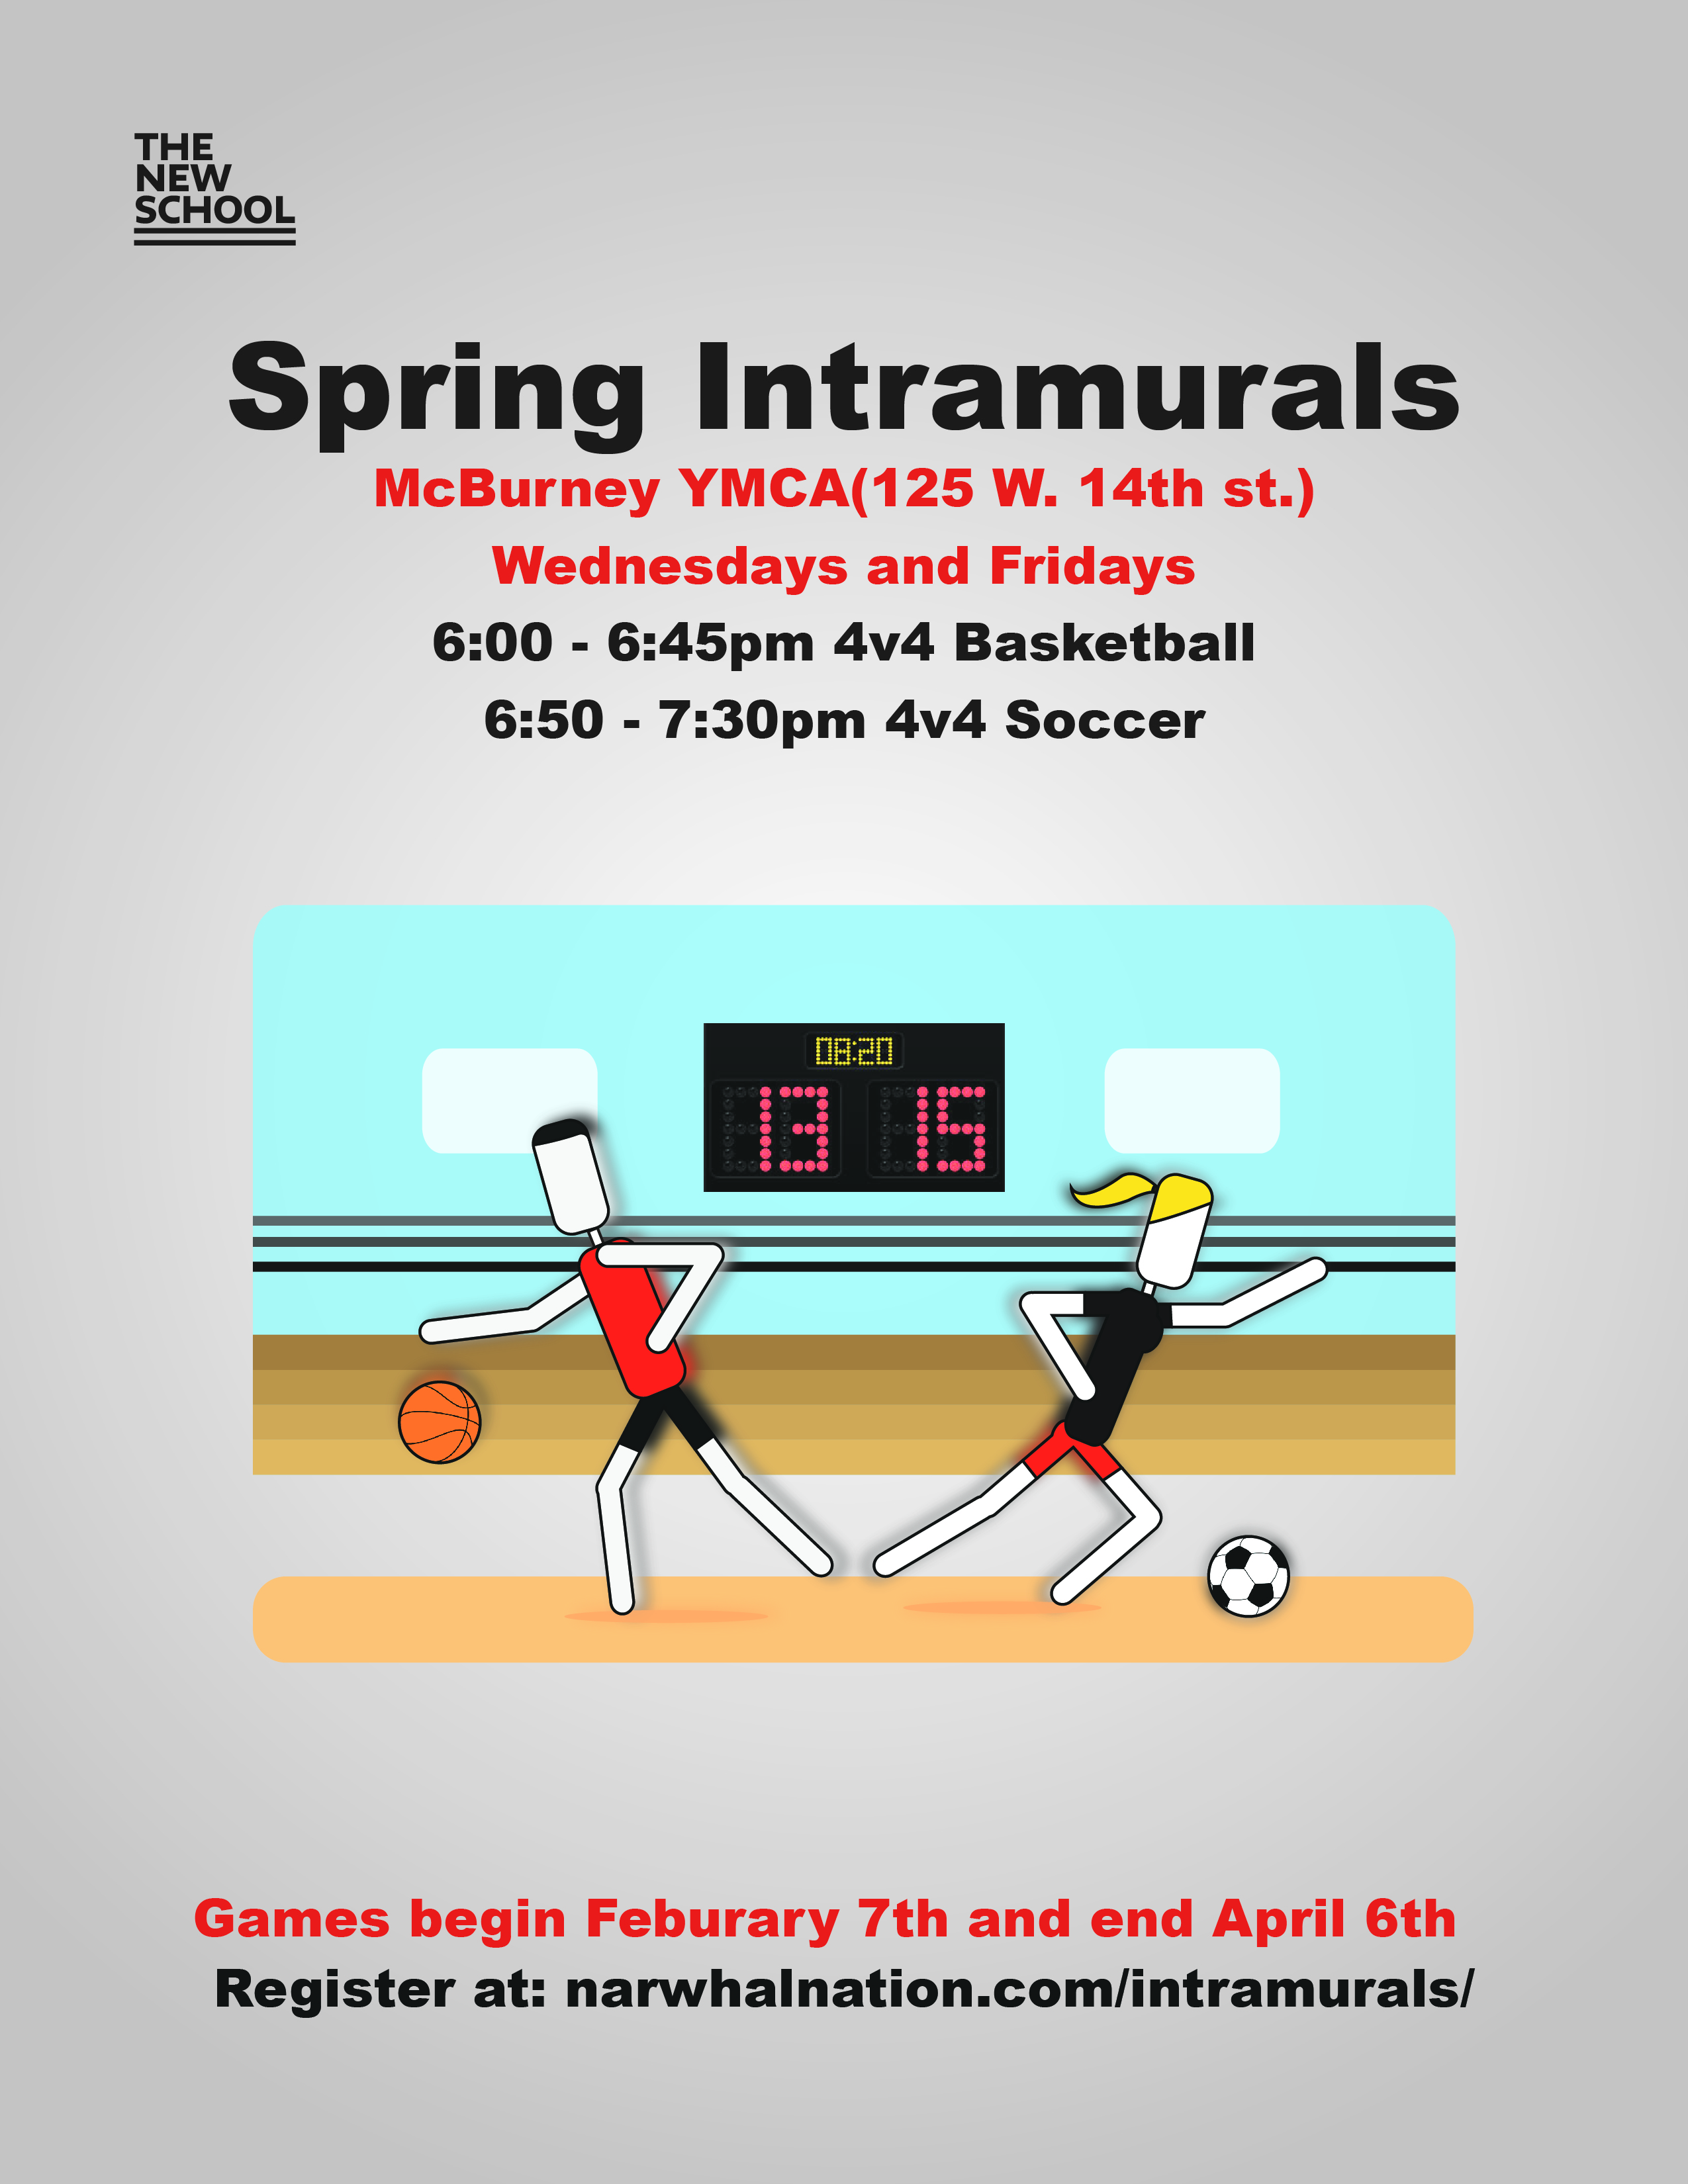 THE
NEW
SCHOOL
Spring Intramurals
McBurney YMCA(125 W. 14th st.)
Wednesdays and Fridays
6:00 - 6:45pm 4v4 Basketball
6:50 - 7:30pm 4v4 Soccer
08:20
13 15
Games begin Feburary 7th and end April 6th
Register at: narwhalnation.com/intramurals/